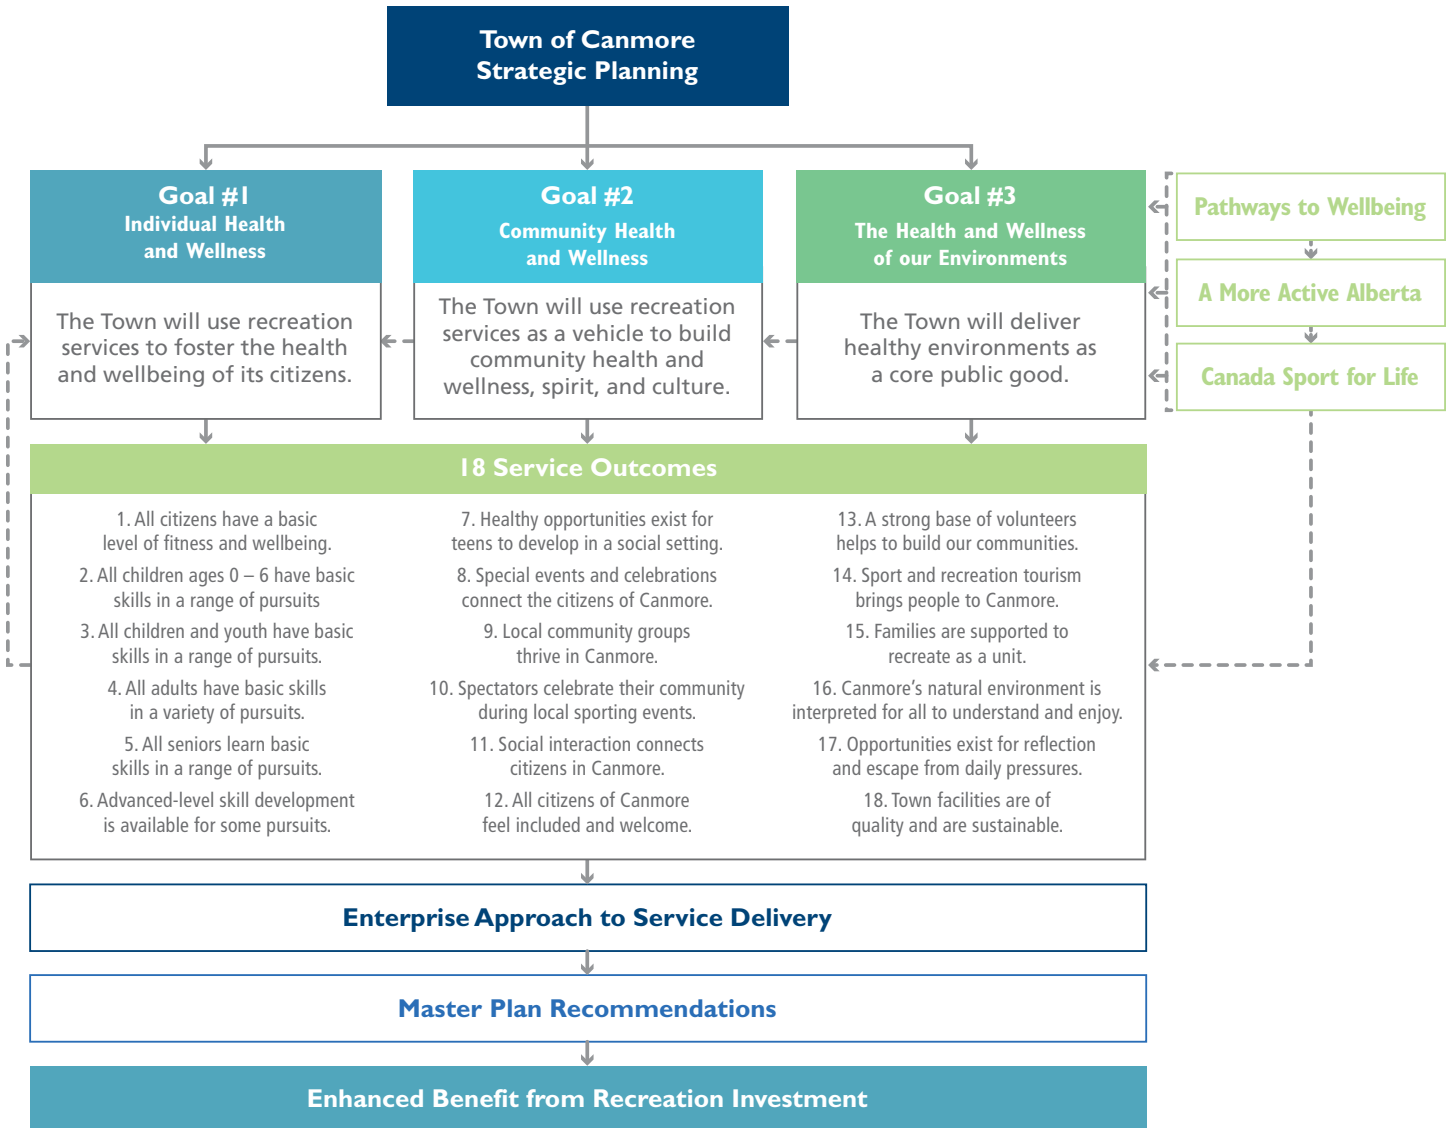 Town of Canmore
Strategic Planning
Goal #1
Individual Health
and Wellness
The Town will use recreation
services to foster the health
and wellbeing of its citizens.
Goal #2
Community Health
and Wellness
The Town will use recreation
services as a vehicle to build
community health and
wellness, spirit, and culture.
Goal #3
The Health and Wellness
of our Environments
The Town will deliver
healthy environments as
a core public good.
Pathways to Wellbeing
A More Active Alberta
Canada Sport for Life
18 Service Outcomes
1. All citizens have a basic
level of fitness and wellbeing.
2. All children ages 0 – 6 have basic
skills in a range of pursuits
3. All children and youth have basic
skills in a range of pursuits.
4. All adults have basic skills
in a variety of pursuits.
5. All seniors learn basic
skills in a range of pursuits.
6. Advanced-level skill development
is available for some pursuits.
7. Healthy opportunities exist for
teens to develop in a social setting.
8. Special events and celebrations
connect the citizens of Canmore.
9. Local community groups
thrive in Canmore.
10. Spectators celebrate their community
during local sporting events.
11. Social interaction connects
citizens in Canmore.
12. All citizens of Canmore
feel included and welcome.
13. A strong base of volunteers
helps to build our communities.
14. Sport and recreation tourism
brings people to Canmore.
15. Families are supported to
recreate as a unit.
16. Canmore's natural environment is
interpreted for all to understand and enjoy.
17. Opportunities exist for reflection
and escape from daily pressures.
18. Town facilities are of
quality and are sustainable.
Enterprise Approach to Service Delivery
Master Plan Recommendations
Enhanced Benefit from Recreation Investment